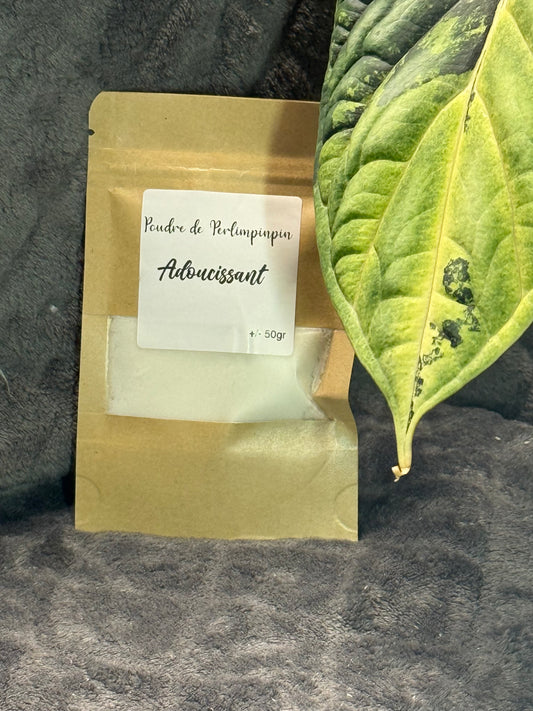 Poudre de Perlimpinpin
Adoucissant
+/- 50gr